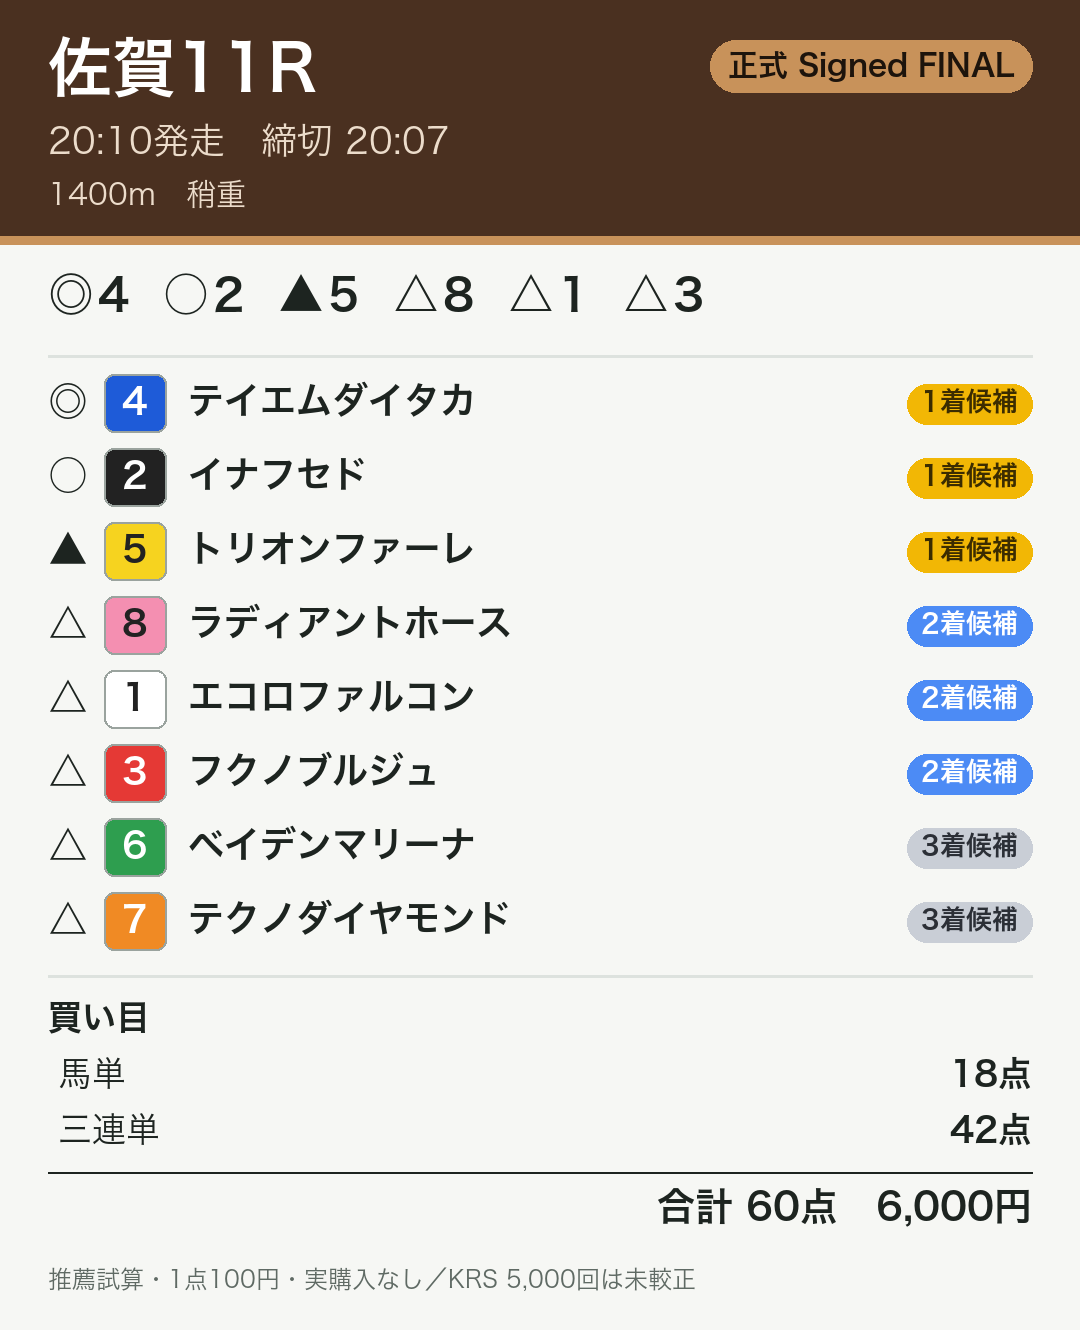 佐賀11R
正式 Signed FINAL
20:10発走　締切 20:07
1400m　稍重
◎4 ○2 ▲5 △8 △1 △3
◎ 4 テイエムダイタカ 1着候補
○ 2 イナフセド 1着候補
▲ 5 トリオンファーレ 1着候補
△ 8 ラディアントホース 2着候補
△ 1 エコロファルコン 2着候補
△ 3 フクノブルジュ 2着候補
△ 6 ベイデンマリーナ 3着候補
△ 7 テクノダイヤモンド 3着候補
買い目
馬単 18点
三連単 42点
合計 60点　6,000円
推薦試算・1点100円・実購入なし／KRS 5,000回は未較正